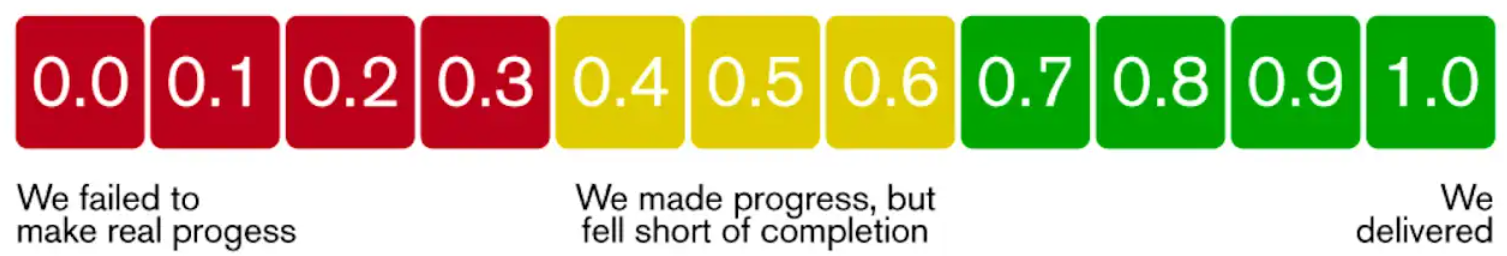 0.0 0.1 0.2 0.3 0.4 0.5 0.6 0.7 0.8 0.9 1.0
We failed to
make real progess
We made progress, but
fell short of completion
We
delivered